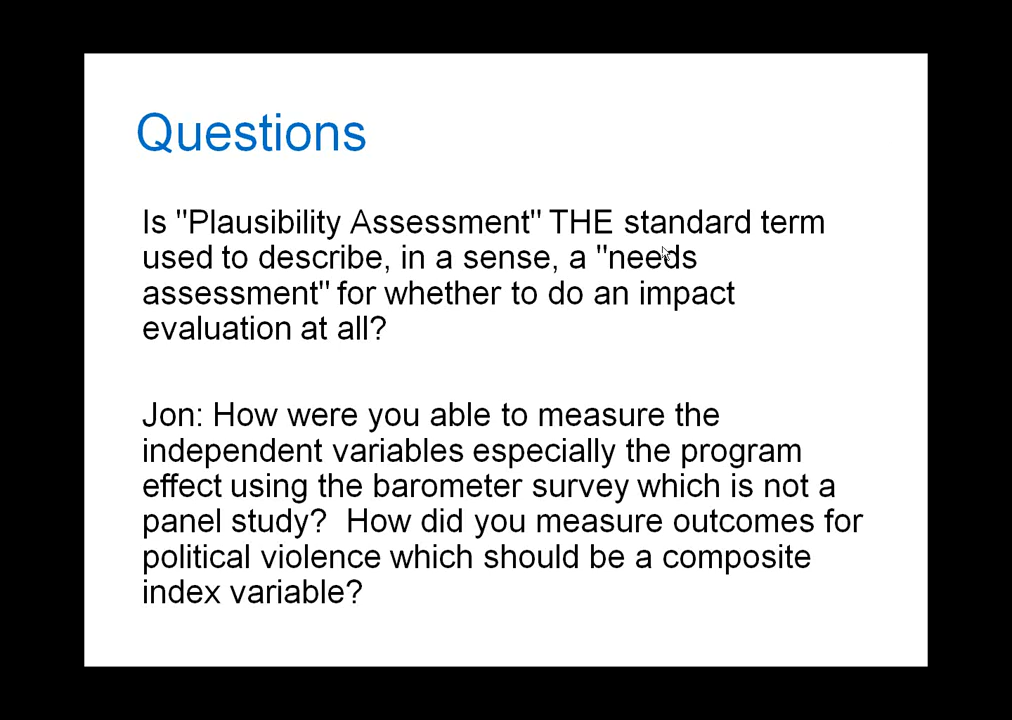 Questions
Is "Plausibility Assessment" THE standard term
used to describe, in a sense, a "needs
assessment" for whether to do an impact
evaluation at all?
Jon: How were you able to measure the
independent variables especially the program
effect using the barometer survey which is not a
panel study?  How did you measure outcomes for
political violence which should be a composite
index variable?